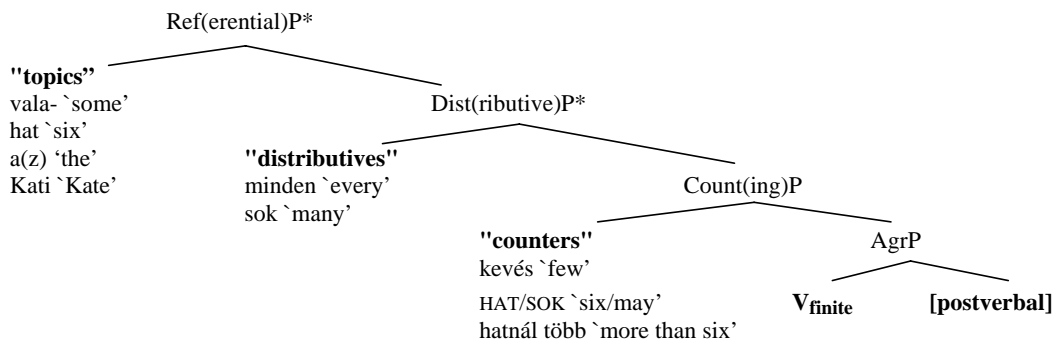 Ref(erential)P*
"topics”
vala- `some’
hat `six’
a(z) ‘the’
Kati `Kate’
Dist(ributive)P*
"distributives"
minden `every’
sok `many’
Count(ing)P
"counters"
kevés `few’
HAT/SOK `six/may’
hatnál több `more than six’
AgrP
Vfinite
[postverbal]